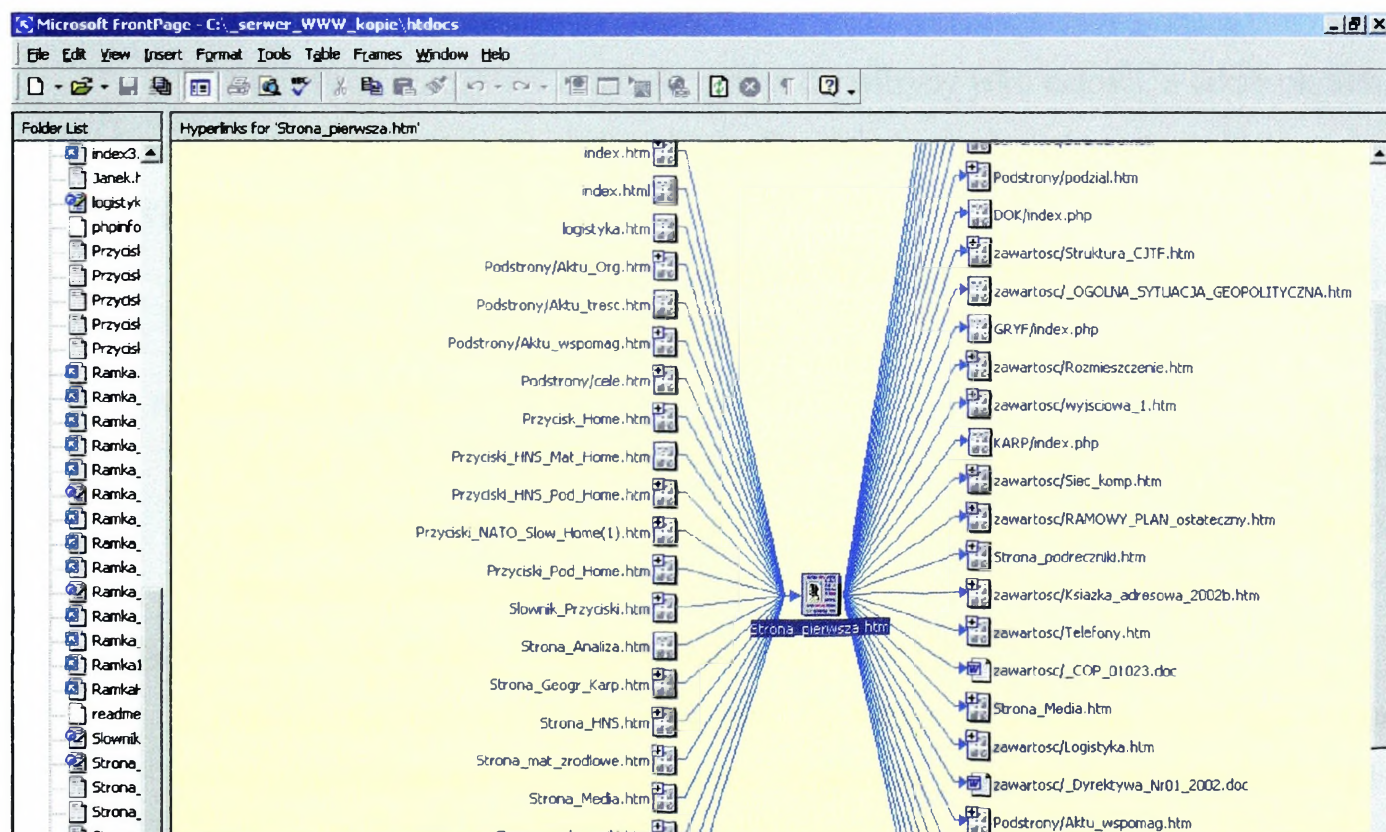 Microsoft FrontPage - C:\_serwer_WWW_kopie\htdocs
File Edit View Insert Format Tools Table Frames Window Help
Folder List
Hyperlinks for 'Strona_pierwsza.htm'
index3.
Janek.h
logistyk
phpinfo
Przycisl
Przycisl
Przycisl
Przycisl
Przycisl
Ramka.
Ramka_
Ramka_
Ramka_
Ramka_
Ramka_
Ramka_
Ramka_
Ramka_
Ramka_
Ramka_
Ramka_
Ramka1
RamkaH
readme
Slownik
Strona_
Strona_
Strona_
index.htm
index.html
logistyka.htm
Podstrony/Aktu_Org.htm
Podstrony/Aktu_tresc.htm
Podstrony/Aktu_wspomag.htm
Podstrony/cele.htm
Przycisk_Home.htm
Przyciski_HNS_Mat_Home.htm
Przyciski_HNS_Pod_Home.htm
Przyciski_NATO_Slow_Home(1).htm
Przyciski_Pod_Home.htm
Slownik_Przyciski.htm
Strona_Analiza.htm
Strona_Geogr_Karp.htm
Strona_HNS.htm
Strona_mat_zrodlowe.htm
Strona_Media.htm
Strona_pierwsza.htm
Podstrony/podzial.htm
DOK/index.php
zawartosc/Struktura_CJTF.htm
zawartosc/_OGOLNA_SYTUACJA_GEOPOLITYCZNA.htm
GRYF/index.php
zawartosc/Rozmieszczenie.htm
zawartosc/wyjsciowa_1.htm
KARP/index.php
zawartosc/Siec_komp.htm
zawartosc/RAMOWY_PLAN_ostateczny.htm
Strona_podreczniki.htm
zawartosc/Ksiazka_adresowa_2002b.htm
zawartosc/Telefony.htm
zawartosc/_COP_01023.doc
Strona_Media.htm
zawartosc/Logistyka.htm
zawartosc/_Dyrektywa_Nr01_2002.doc
Podstrony/Aktu_wspomag.htm